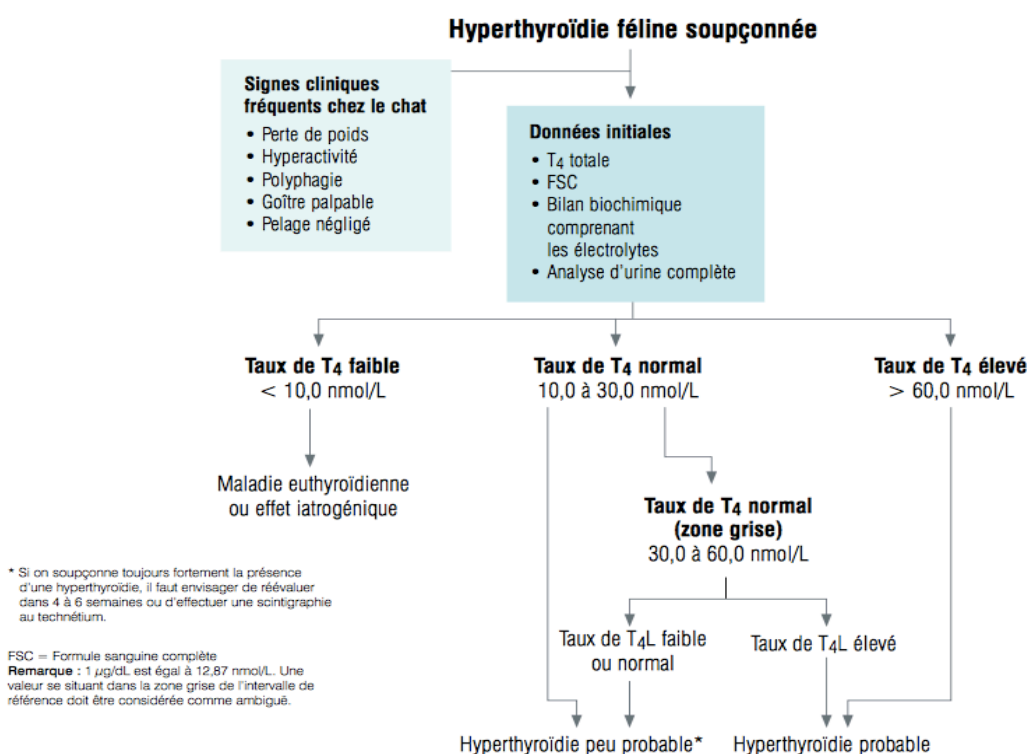 Hyperthyroïdie féline soupçonnée
Signes cliniques
fréquents chez le chat
• Perte de poids
• Hyperactivité
• Polyphagie
• Goître palpable
• Pelage négligé
Données initiales
• T4 totale
• FSC
• Bilan biochimique
comprenant
les électrolytes
• Analyse d'urine complète
Taux de T4 faible
< 10,0 nmol/L
Taux de T4 normal
10,0 à 30,0 nmol/L
Taux de T4 élevé
> 60,0 nmol/L
Maladie euthyroïdienne
ou effet iatrogénique
Taux de T4 normal
(zone grise)
30,0 à 60,0 nmol/L
* Si on soupçonne toujours fortement la présence
d'une hyperthyroïdie, il faut envisager de réévaluer
dans 4 à 6 semaines ou d'effectuer une scintigraphie
au technétium.
Taux de T4L faible
ou normal
Taux de T4L élevé
FSC = Formule sanguine complète
Remarque : 1 µg/dL est égal à 12,87 nmol/L. Une
valeur se situant dans la zone grise de l'intervalle de
référence doit être considérée comme ambiguë.
Hyperthyroïdie peu probable*
Hyperthyroïdie probable